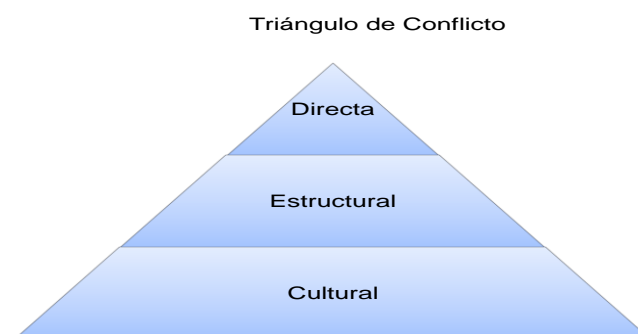 Triángulo de Conflicto
Directa
Estructural
Cultural